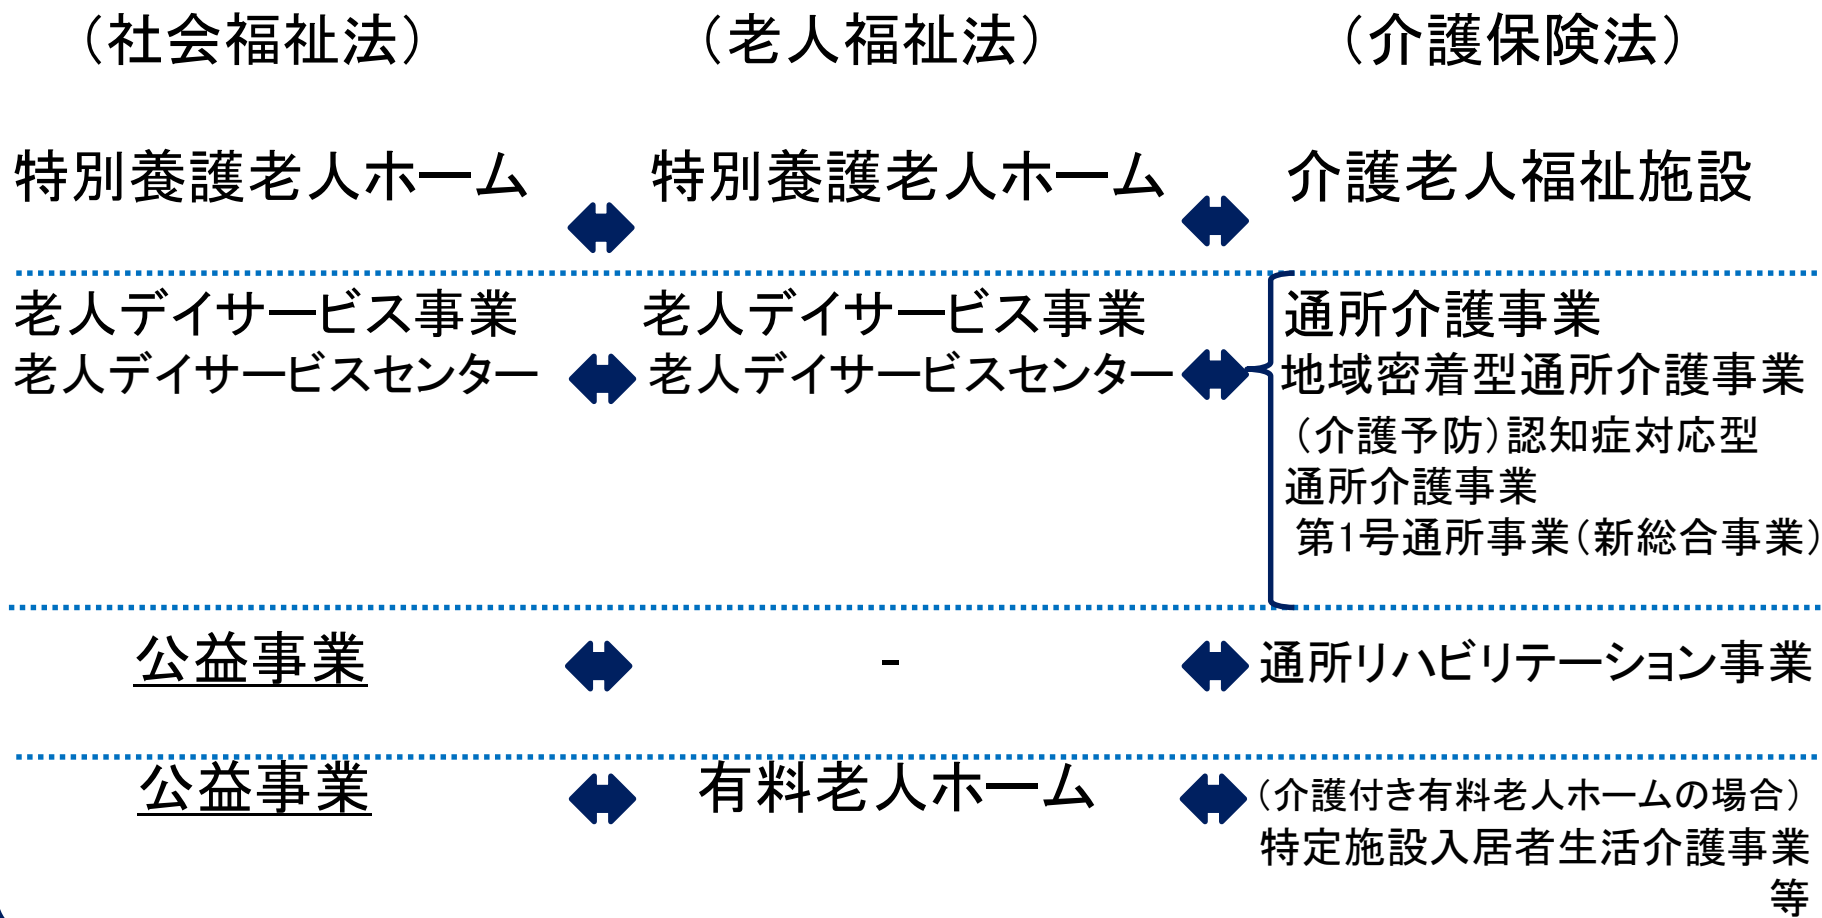 （社会福祉法） （老人福祉法） （介護保険法）
特別養護老人ホーム 特別養護老人ホーム 介護老人福祉施設
老人デイサービス事業 老人デイサービス事業 通所介護事業
老人デイサービスセンター 老人デイサービスセンター 地域密着型通所介護事業
（介護予防）認知症対応型
通所介護事業
第1号通所事業（新総合事業）
公益事業 - 通所リハビリテーション事業
公益事業 有料老人ホーム （介護付き有料老人ホームの場合）
特定施設入居者生活介護事業
等